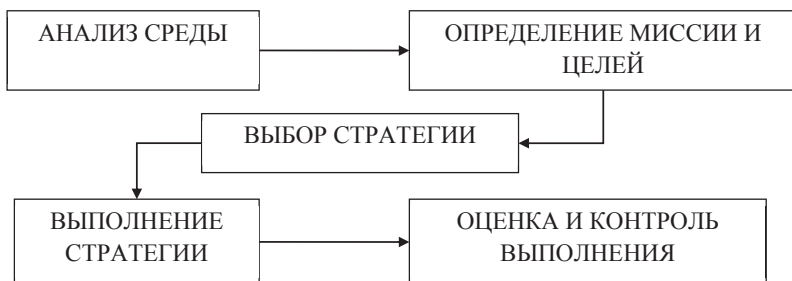 АНАЛИЗ СРЕДЫ
ОПРЕДЕЛЕНИЕ МИССИИ И
ЦЕЛЕЙ
ВЫБОР СТРАТЕГИИ
ВЫПОЛНЕНИЕ
СТРАТЕГИИ
ОЦЕНКА И КОНТРОЛЬ
ВЫПОЛНЕНИЯ